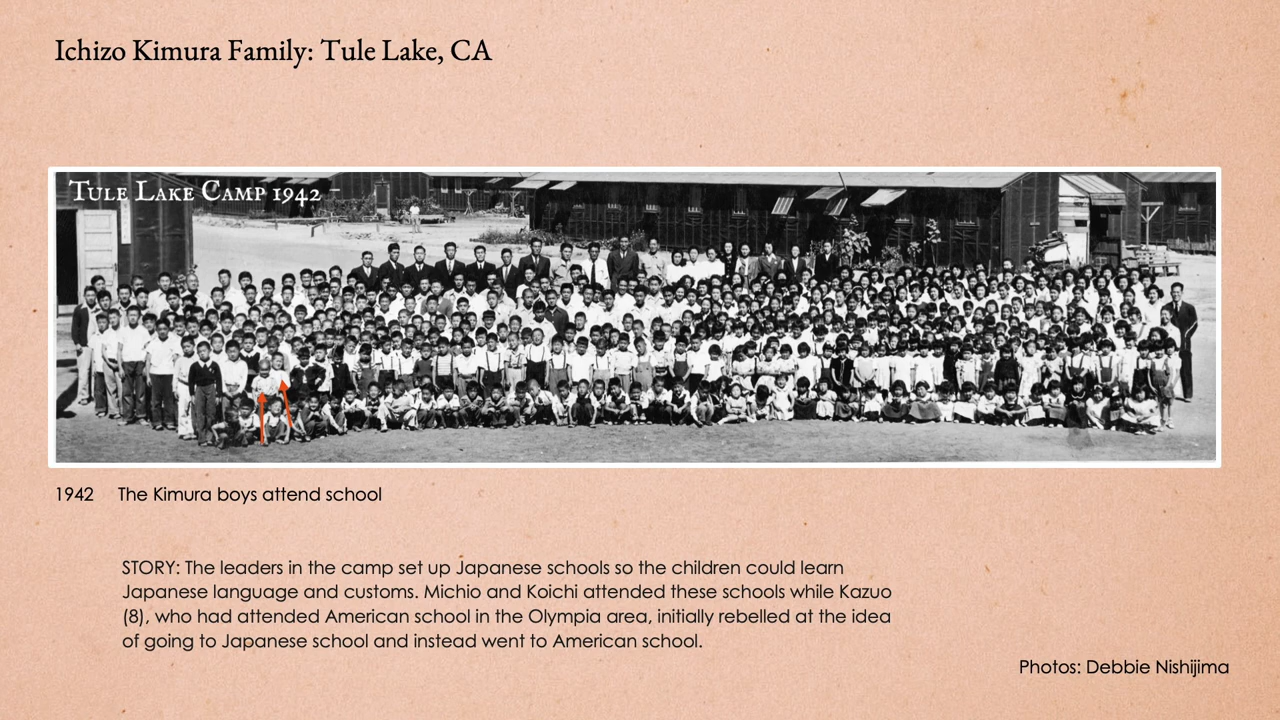 Ichizo Kimura Family: Tule Lake, CA
Tule Lake Camp 1942
1942 The Kimura boys attend school
STORY: The leaders in the camp set up Japanese schools so the children could learn
Japanese language and customs. Michio and Koichi attended these schools while Kazuo
(8), who had attended American school in the Olympia area, initially rebelled at the idea
of going to Japanese school and instead went to American school.
Photos: Debbie Nishijima